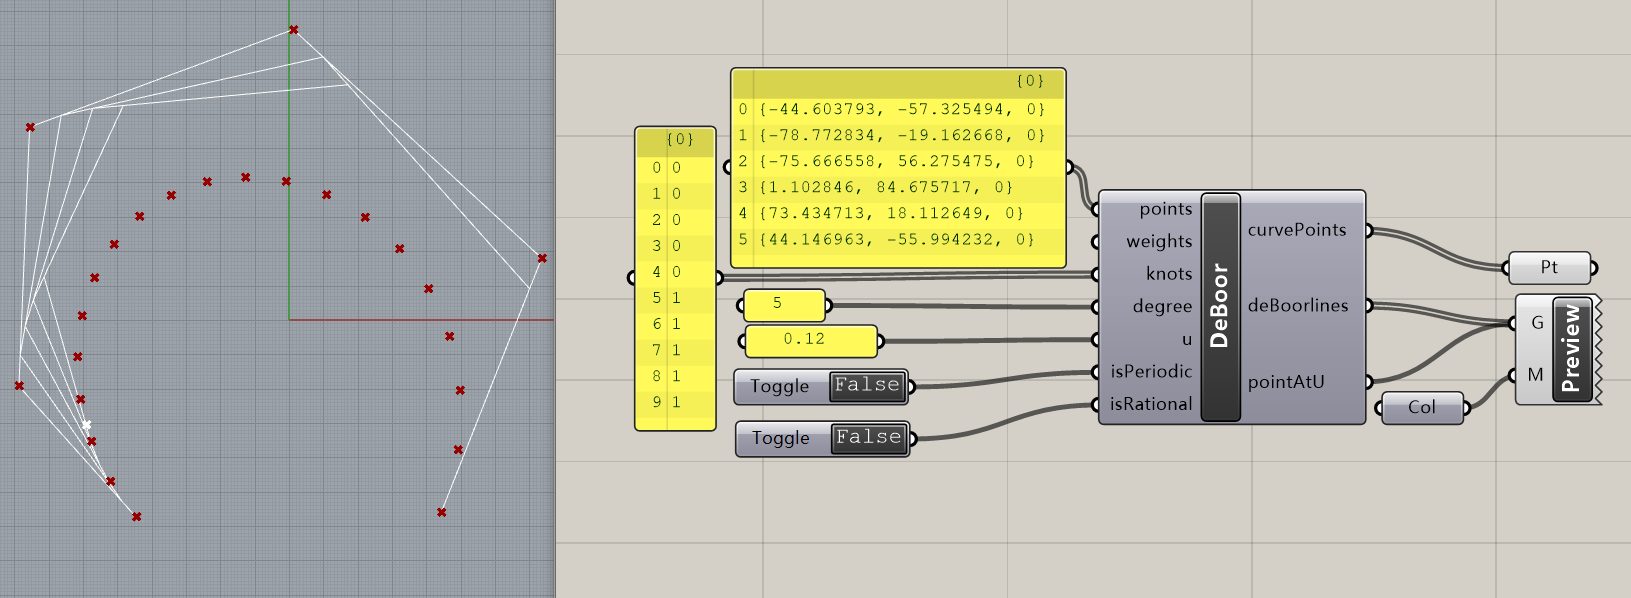 {0}
0 0
1 0
2 0
3 0
4 0
5 1
6 1
7 1
8 1
9 1
{0}
0 {-44.603793, -57.325494, 0}
1 {-78.772834, -19.162668, 0}
2 {-75.666558, 56.275475, 0}
3 {1.102846, 84.675717, 0}
4 {73.434713, 18.112649, 0}
5 {44.146963, -55.994232, 0}
5
0.12
Toggle False
Toggle False
points
weights
knots
degree
u
isPeriodic
isRational
DeBoor
curvePoints
deBoorlines
pointAtU
Pt
Col
G
M
Preview